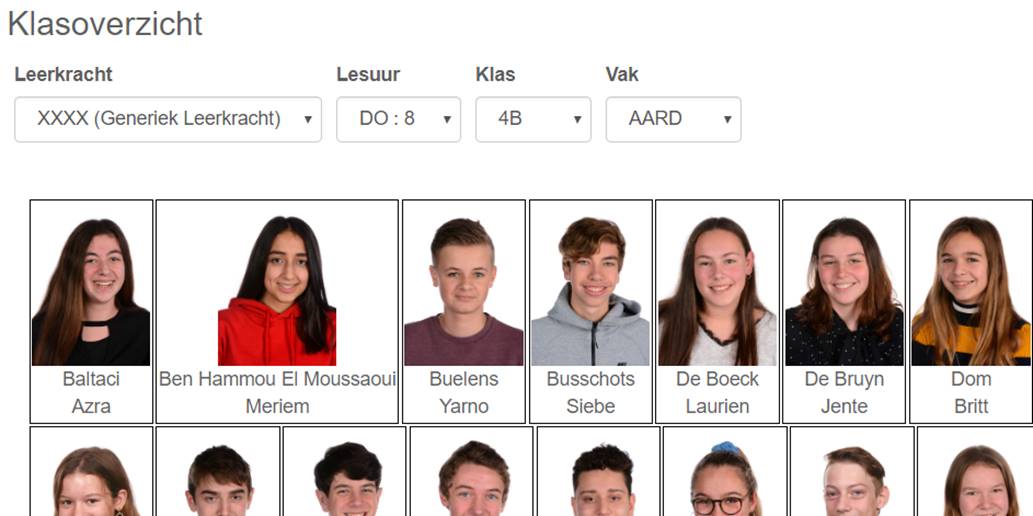 Klasoverzicht
Leerkracht Lesuur Klas Vak
XXXX (Generiek Leerkracht) DO : 8 4B AARD
Baltaci Ben Hammou El Moussaoui Buelens Busschots De Boeck De Bruyn Dom
Azra Meriem Yarno Siebe Laurien Jente Britt